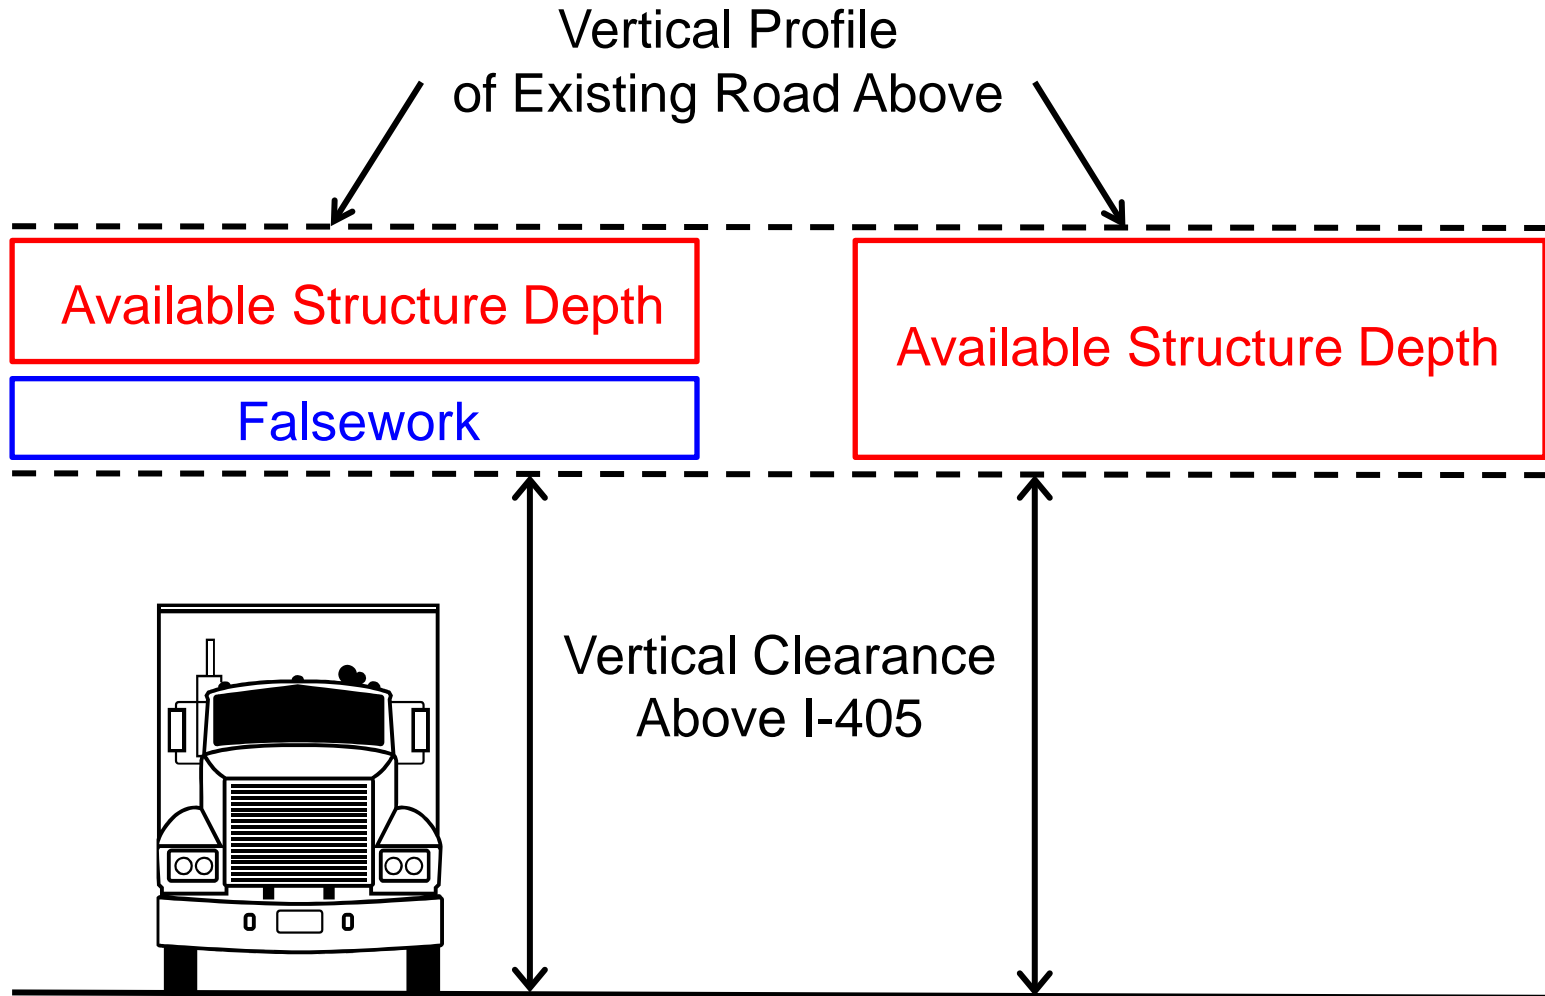 Vertical Profile
of Existing Road Above
Available Structure Depth
Available Structure Depth
Falsework
Vertical Clearance
Above I-405